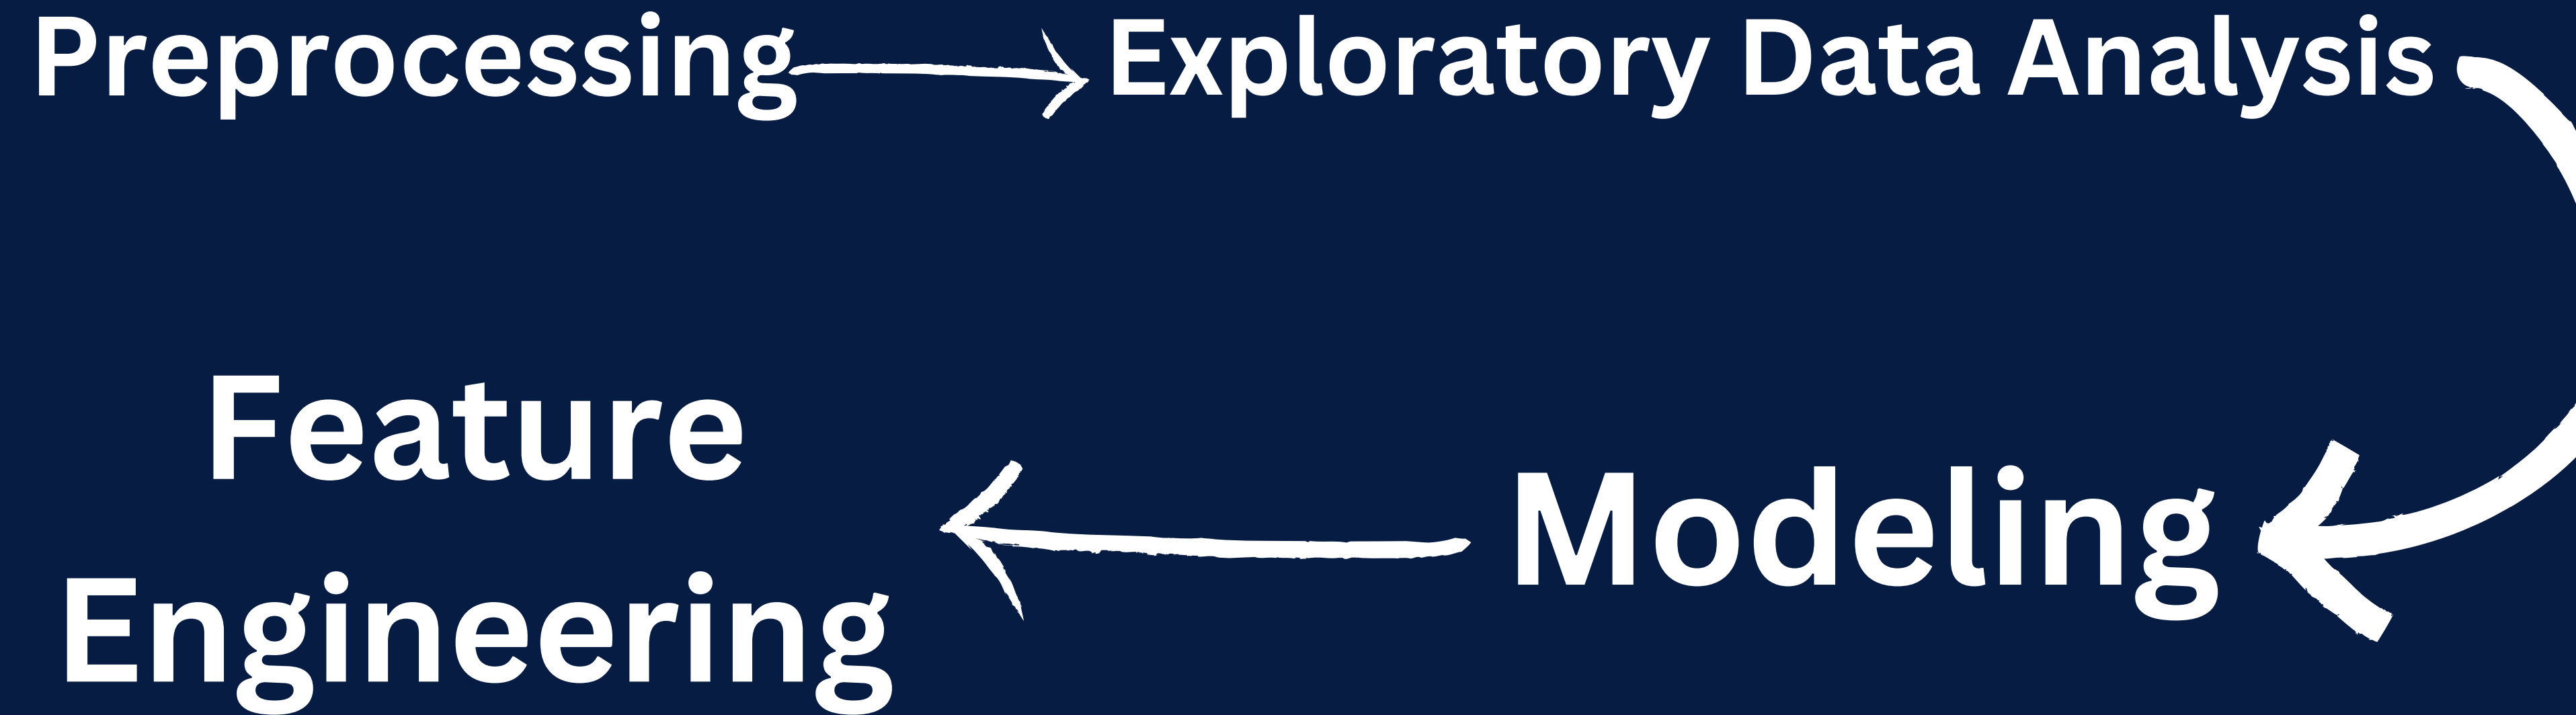 Preprocessing
Exploratory Data Analysis
Modeling
Feature
Engineering